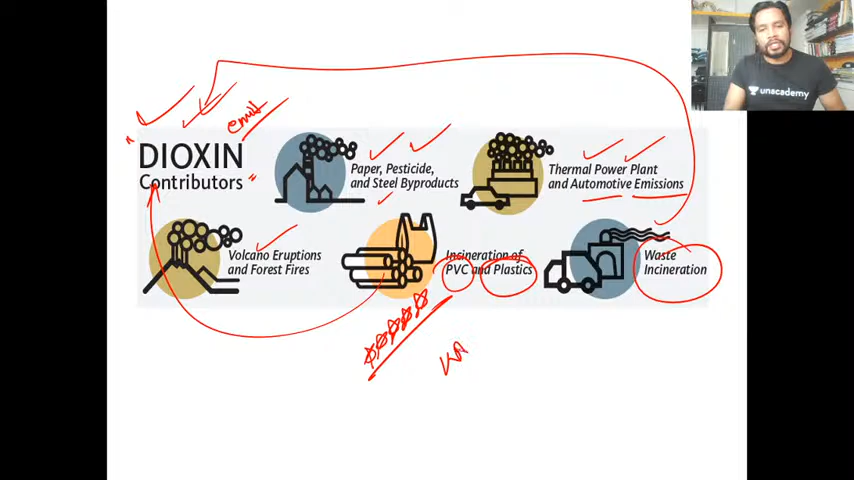 unacademy
emit
DIOXIN
Contributors
Paper, Pesticide,
and Steel Byproducts
Thermal Power Plant
and Automotive Emissions
Volcano Eruptions
and Forest Fires
Incineration of
PVC and Plastics
Waste
Incineration